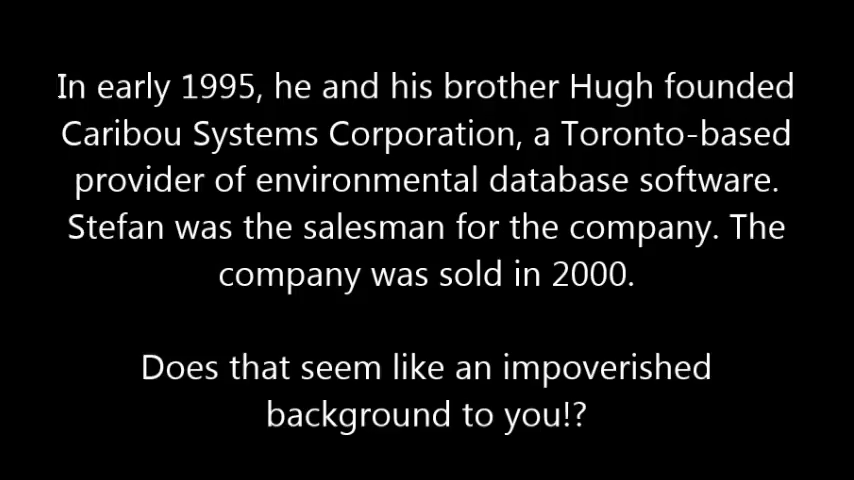 In early 1995, he and his brother Hugh founded
Caribou Systems Corporation, a Toronto-based
provider of environmental database software.
Stefan was the salesman for the company. The
company was sold in 2000.
Does that seem like an impoverished
background to you!?